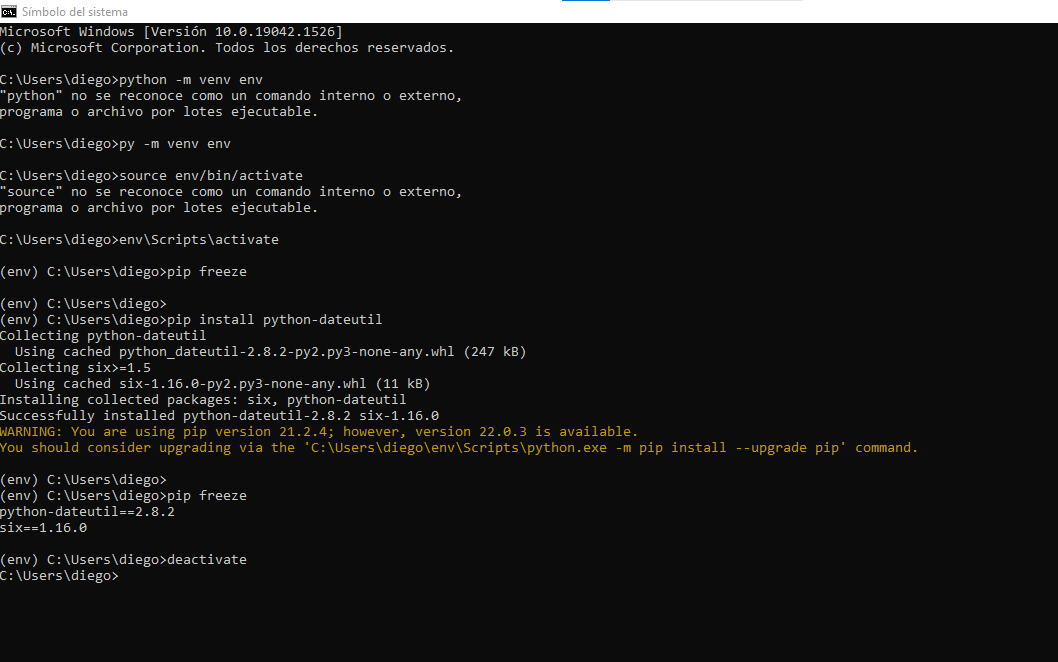 Símbolo del sistema
Microsoft Windows [Versión 10.0.19042.1526]
(c) Microsoft Corporation. Todos los derechos reservados.
C:\Users\diego>python -m venv env
"python" no se reconoce como un comando interno o externo,
programa o archivo por lotes ejecutable.
C:\Users\diego>py -m venv env
C:\Users\diego>source env/bin/activate
"source" no se reconoce como un comando interno o externo,
programa o archivo por lotes ejecutable.
C:\Users\diego>env\Scripts\activate
(env) C:\Users\diego>pip freeze
(env) C:\Users\diego>
(env) C:\Users\diego>pip install python-dateutil
Collecting python-dateutil
  Using cached python_dateutil-2.8.2-py2.py3-none-any.whl (247 kB)
Collecting six>=1.5
  Using cached six-1.16.0-py2.py3-none-any.whl (11 kB)
Installing collected packages: six, python-dateutil
Successfully installed python-dateutil-2.8.2 six-1.16.0
WARNING: You are using pip version 21.2.4; however, version 22.0.3 is available.
You should consider upgrading via the 'C:\Users\diego\env\Scripts\python.exe -m pip install --upgrade pip' command.
(env) C:\Users\diego>
(env) C:\Users\diego>pip freeze
python-dateutil==2.8.2
six==1.16.0
(env) C:\Users\diego>deactivate
C:\Users\diego>